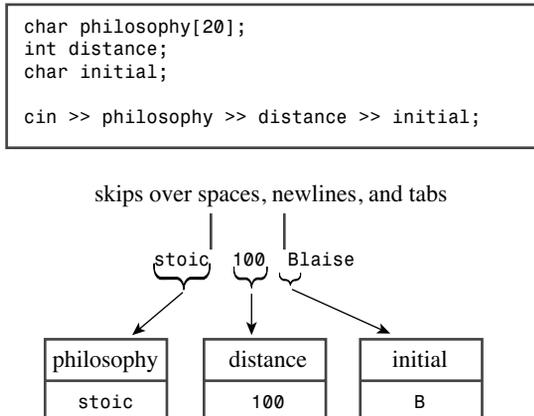 char philosophy[20];
int distance;
char initial;
cin >> philosophy >> distance >> initial;
skips over spaces, newlines, and tabs
stoic 100 Blaise
philosophy distance initial
stoic 100 B